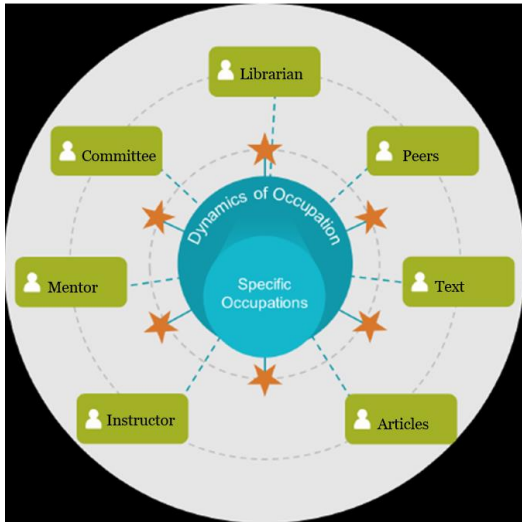 Librarian
Committee
Peers
Dynamics of Occupation
Specific
Occupations
Mentor
Text
Instructor
Articles